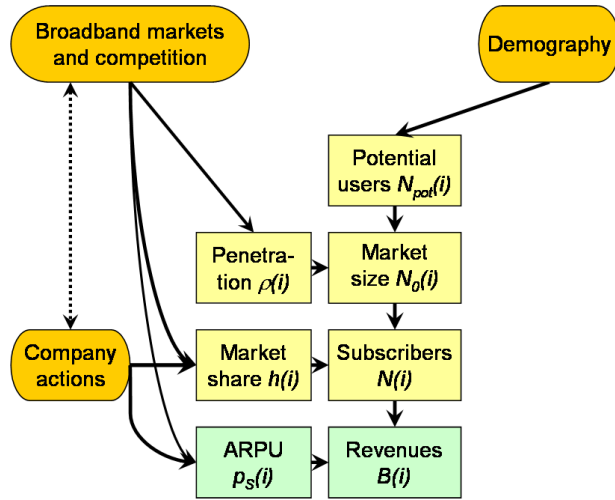 Broadband markets
and competition
Demography
Potential
users N_pot(i)
Penetra-
tion ρ(i)
Market
size N_0(i)
Company
actions
Market
share h(i)
Subscribers
N(i)
ARPU
p_S(i)
Revenues
B(i)